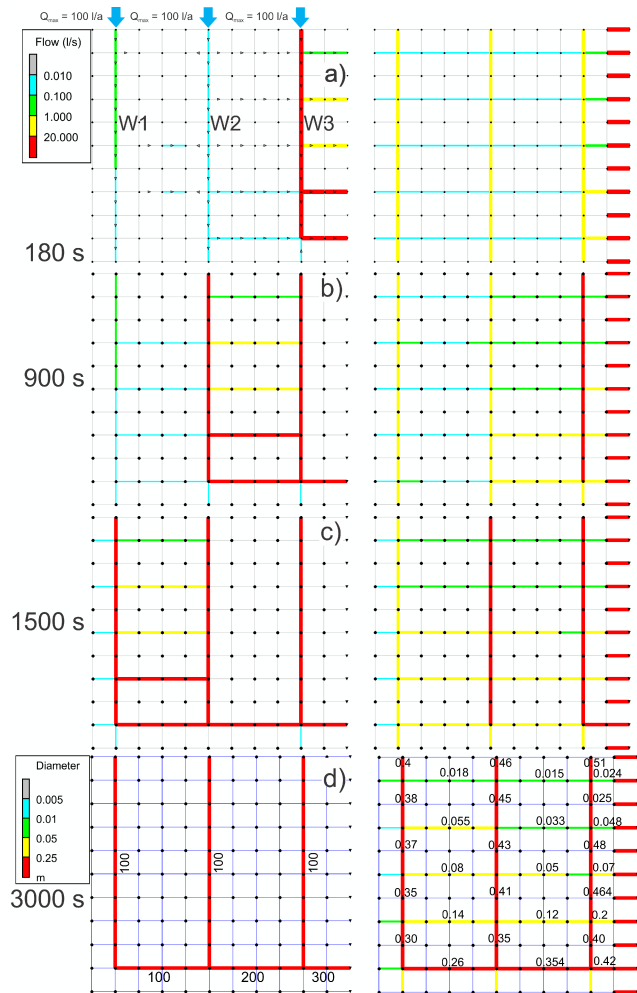 Qmax = 100 l/a Qmax = 100 l/a Qmax = 100 l/a
Flow (l/s)
0.010
0.100
1.000
20.000
a)
W1 W2 W3
180 s
b)
900 s
c)
1500 s
d)
Diameter
0.005
0.01
0.05
0.25
m
3000 s
100 100 100
100 200 300
0.4 0.46 0.51
0.018 0.015 0.024
0.38 0.45 0.025
0.055 0.033 0.048
0.37 0.43 0.48
0.08 0.05 0.07
0.35 0.41 0.464
0.14 0.12 0.2
0.30 0.35 0.40
0.26 0.354 0.42